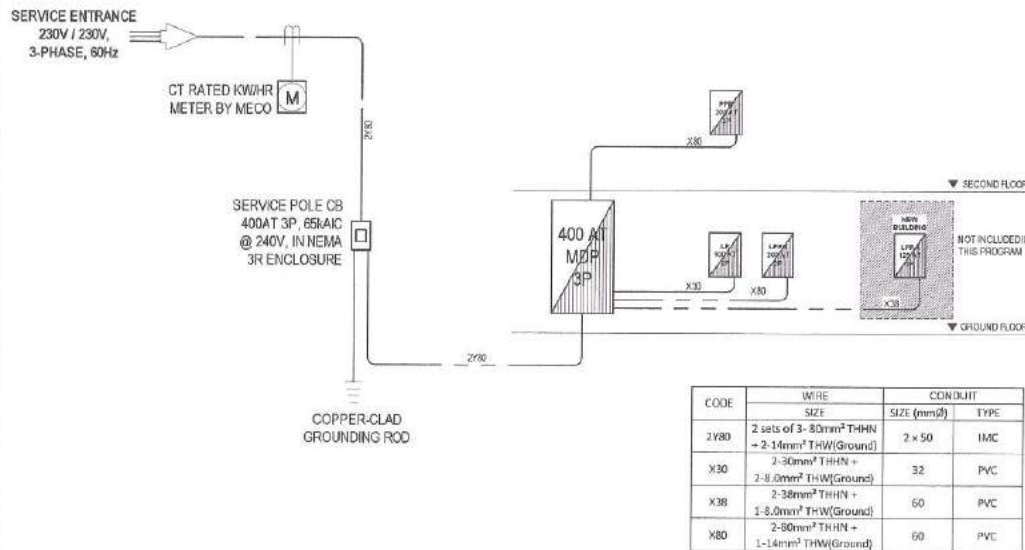 SERVICE ENTRANCE
230V / 230V,
3-PHASE, 60Hz
CT RATED KW/HR
METER BY MECO
M
2Y80
X80
SECOND FLOOR
SERVICE POLE CB
400AT 3P, 65kAIC
@ 240V, IN NEMA
3R ENCLOSURE
400 AT
MDP
3P
NEW
BUILDING
NOT INCLUDED
THIS PROGRAM
X30
X80
X38
GROUND FLOOR
2Y80
COPPER-CLAD
GROUNDING ROD
CODE WIRE CONDUIT
SIZE SIZE (mmØ) TYPE
2Y80 2 sets of 3- 80mm² THHN + 2-14mm² THW(Ground) 2 x 50 IMC
X30 2-30mm² THHN + 2-8.0mm² THW(Ground) 32 PVC
X38 2-38mm² THHN + 1-8.0mm² THW(Ground) 60 PVC
X80 2-80mm² THHN + 1-14mm² THW(Ground) 60 PVC